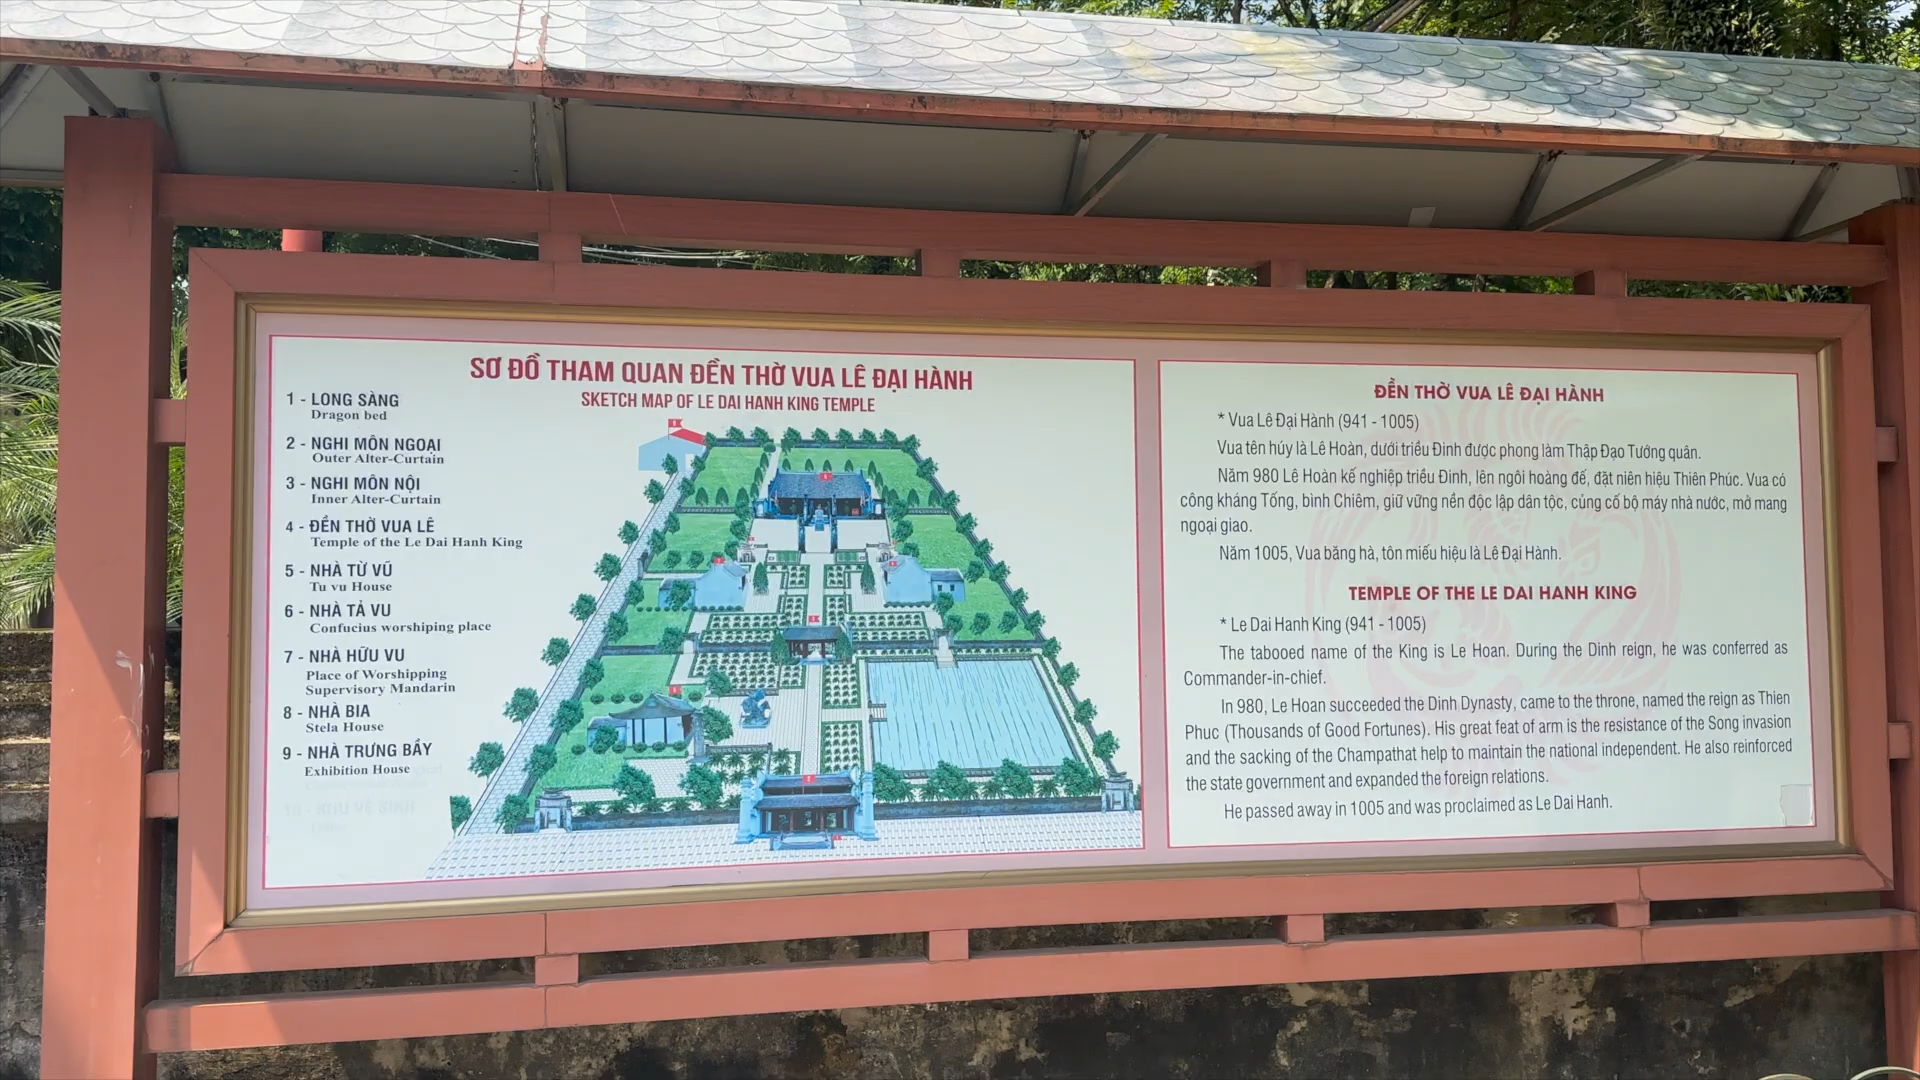 SƠ ĐỒ THAM QUAN ĐỀN THỜ VUA LÊ ĐẠI HÀNH
SKETCH MAP OF LE DAI HANH KING TEMPLE
1 - LONG SÀNG
Dragon bed
2 - NGHI MÔN NGOẠI
Outer Alter-Curtain
3 - NGHI MÔN NỘI
Inner Alter-Curtain
4 - ĐỀN THỜ VUA LÊ
Temple of the Le Dai Hanh King
5 - NHÀ TỪ VŨ
Tu vu House
6 - NHÀ TẢ VU
Confucius worshiping place
7 - NHÀ HỮU VU
Place of Worshipping
Supervisory Mandarin
8 - NHÀ BIA
Stela House
9 - NHÀ TRƯNG BẦY
Exhibition House
ĐỀN THỜ VUA LÊ ĐẠI HÀNH
* Vua Lê Đại Hành (941 - 1005)
Vua tên húy là Lê Hoàn, dưới triều Đinh được phong làm Thập Đạo Tướng quân.
Năm 980 Lê Hoàn kế nghiệp triều Đinh, lên ngôi hoàng đế, đặt niên hiệu Thiên Phúc. Vua có
công kháng Tống, bình Chiêm, giữ vững nền độc lập dân tộc, củng cố bộ máy nhà nước, mở mang
ngoại giao.
Năm 1005, Vua băng hà, tôn miếu hiệu là Lê Đại Hành.
TEMPLE OF THE LE DAI HANH KING
* Le Dai Hanh King (941 - 1005)
The tabooed name of the King is Le Hoan. During the Dinh reign, he was conferred as
Commander-in-chief.
In 980, Le Hoan succeeded the Dinh Dynasty, came to the throne, named the reign as Thien
Phuc (Thousands of Good Fortunes). His great feat of arm is the resistance of the Song invasion
and the sacking of the Champathat help to maintain the national independent. He also reinforced
the state government and expanded the foreign relations.
He passed away in 1005 and was proclaimed as Le Dai Hanh.